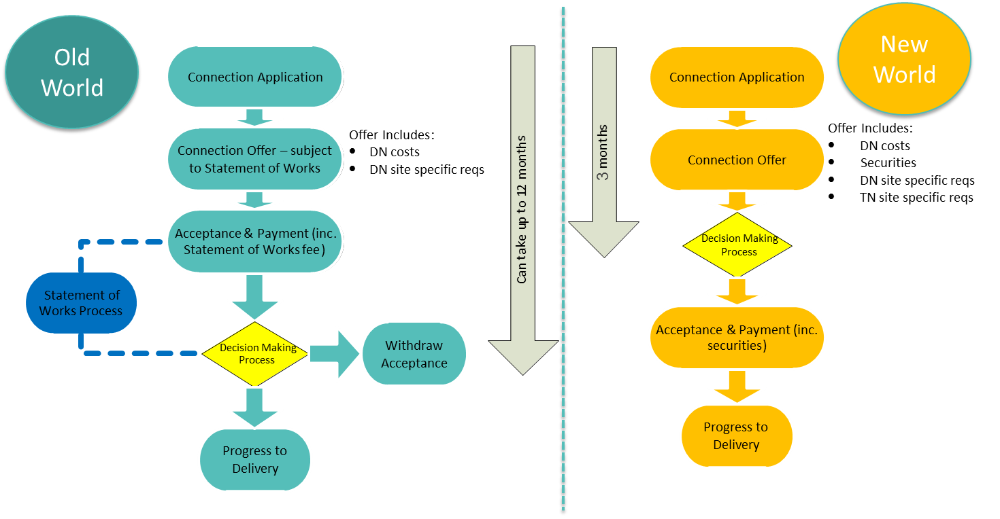 Old
World
Connection Application
Connection Offer – subject
to Statement of Works
Offer Includes:
• DN costs
• DN site specific reqs
Acceptance & Payment (inc.
Statement of Works fee)
Statement of
Works Process
Decision Making
Process
Withdraw
Acceptance
Progress to
Delivery
Can take up to 12 months
3 months
New
World
Connection Application
Connection Offer
Offer Includes:
• DN costs
• Securities
• DN site specific reqs
• TN site specific reqs
Decision Making
Process
Acceptance & Payment (inc.
securities)
Progress to
Delivery